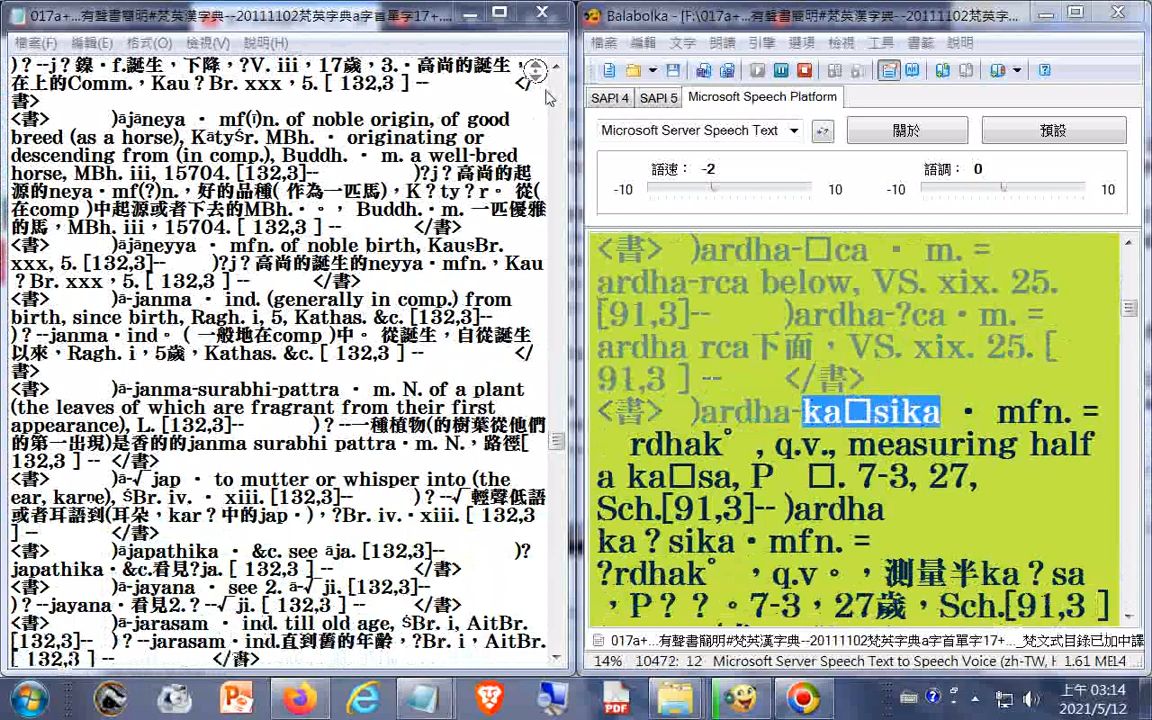 017a+...有聲書簡明#梵英漢字典--20111102梵英字典a字首單字17+...
檔案(F) 編輯(E) 格式(O) 檢視(V) 說明(H)
)？--j？鎳‧f.誕生，下降，?V. iii，17歲，3.‧高尚的誕生，
在上的Comm.，Kau？Br. xxx，5. [ 132,3 ] -- </
書>
<書> )ājāneya ‧ mf(ī)n. of noble origin, of good
breed (as a horse), KātyŚr. MBh. ‧ originating or
descending from (in comp.), Buddh. ‧ m. a well-bred
horse, MBh. iii, 15704. [132,3]-- )?j？高尚的起
源的neya‧mf(?)n.，好的品種( 作為一匹馬)，K？ty？r。 從(
在comp )中起源或者下去的MBh.‧。， Buddh.‧m. 一匹優雅
的馬，MBh. iii, 15704. [ 132,3 ] </書>
<書> )ājāneyya ‧ mfn. of noble birth, KauṣBr.
xxx, 5. [132,3]-- )?j？高尚的誕生的neyya‧mfn.，Kau
？Br. xxx，5. [ 132,3 ] </書>
<書> )ā-janma ‧ ind. (generally in comp.) from
birth, since birth, Ragh. i, 5, Kathas. &c. [132,3]--
)？--janma‧ind。 ( 一般地在comp )中。 從誕生，自從誕生
以來，Ragh. i，5歲，Kathas. &c. [ 132,3 ] -- </
書>
<書> )ā-janma-surabhi-pattra ‧ m. N. of a plant
(the leaves of which are fragrant from their first
appearance), L. [132,3]-- )？--一種植物(的樹葉從他們
的第一出現)是香的的janma surabhi pattra‧m. N.，路徑[
132,3 ] -- </書>
<書> )ā-√ jap ‧ to mutter or whisper into (the
ear, karṇe), ŚBr. iv. ‧ xiii. [132,3]-- )？--√輕聲低語
或者耳語到(耳朵，kar？中的jap‧)，?Br. iv.‧xiii. [ 132,3
] -- </書>
<書> )ājapathika ‧ &c. see āja. [132,3]-- )?
japathika‧&c.看見?ja. [ 132,3 ] -- </書>
<書> )ā-jayana ‧ see 2. ā-√ ji. [132,3]--
)？--jayana‧看見2.？--√ ji. [ 132,3 ] -- </書>
<書> )ā-jarasam ‧ ind. till old age, ŚBr. i, AitBr.
[132,3]-- )？--jarasam‧ind.直到舊的年齡，?Br. i，AitBr.
[ 132,3 ] -- </書>
Balabolka - [F:\017a+...有聲書簡明#梵英漢字典--20111102梵英字...
檔案 編輯 文字 朗讀 引擎 選項 檢視 工具 書籤 說明
SAPI 4 SAPI 5 Microsoft Speech Platform
Microsoft Server Speech Text 關於 預設
語速： -2 語調： 0
-10 10 -10 10
<書> )ardha-□ca ‧ m. =
ardha-rca below, VS. xix. 25.
[91,3]-- )ardha-?ca‧m. =
ardha rca下面，VS. xix. 25. [
91,3 ] -- </書>
<書> )ardha-ka□sika ‧ mfn. =
rdhak˚, q.v., measuring half
a ka□sa, P □. 7-3, 27,
Sch.[91,3]-- )ardha
ka？sika‧mfn. =
?rdhak˚ ，q.v。，測量半ka？sa
，P？？。7-3，27歲，Sch.[91,3 ]
017a+...有聲書簡明#梵英漢字典--20111102梵英字典a字首單字17+..._梵文式目錄已加中譯
14% 10472: 12 Microsoft Server Speech Text to Speech Voice (zh-TW, H 1.61 MB
上午 03:14
2021/5/12